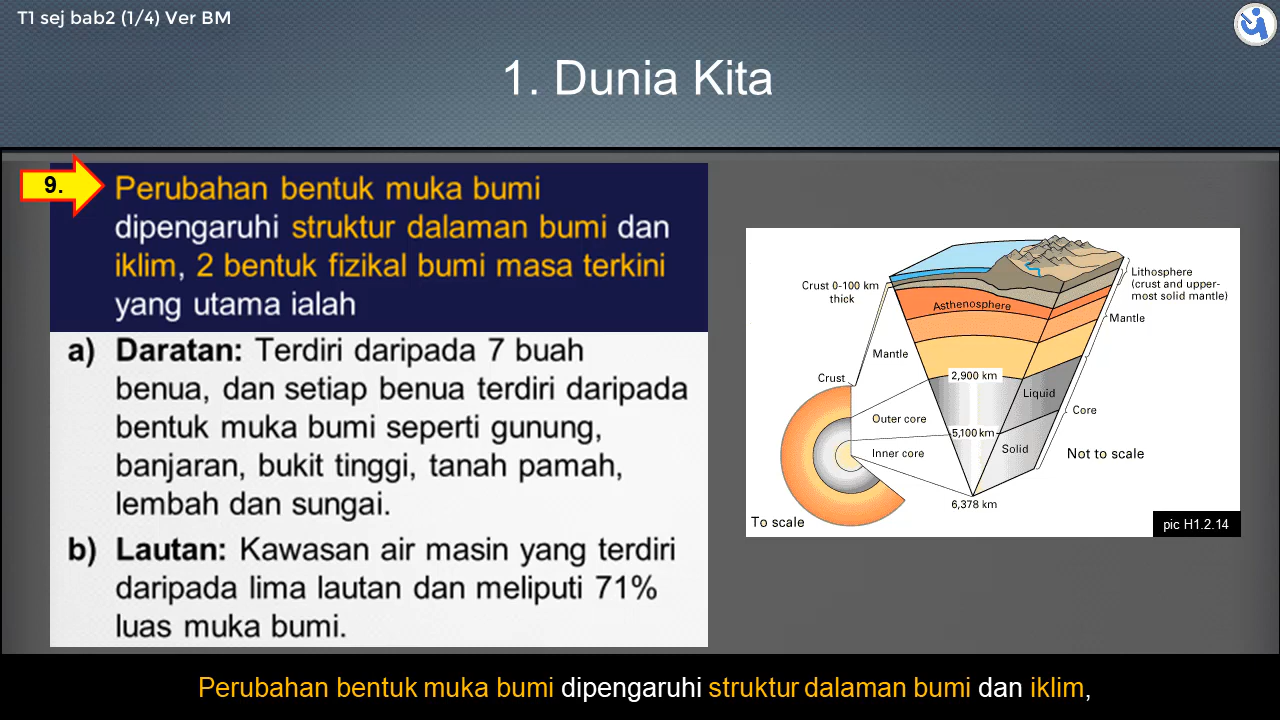 T1 sej bab2 (1/4) Ver BM
1. Dunia Kita
9.
Perubahan bentuk muka bumi
dipengaruhi struktur dalaman bumi dan
iklim, 2 bentuk fizikal bumi masa terkini
yang utama ialah
a) Daratan: Terdiri daripada 7 buah
benua, dan setiap benua terdiri daripada
bentuk muka bumi seperti gunung,
banjaran, bukit tinggi, tanah pamah,
lembah dan sungai.
b) Lautan: Kawasan air masin yang terdiri
daripada lima lautan dan meliputi 71%
luas muka bumi.
Crust 0-100 km
thick
Asthenosphere
Lithosphere
(crust and upper-
most solid mantle)
Mantle
Mantle
Crust
2,900 km
Liquid
Core
Outer core
5,100 km
Inner core
Solid
Not to scale
6,378 km
To scale
pic H1.2.14
Perubahan bentuk muka bumi dipengaruhi struktur dalaman bumi dan iklim,